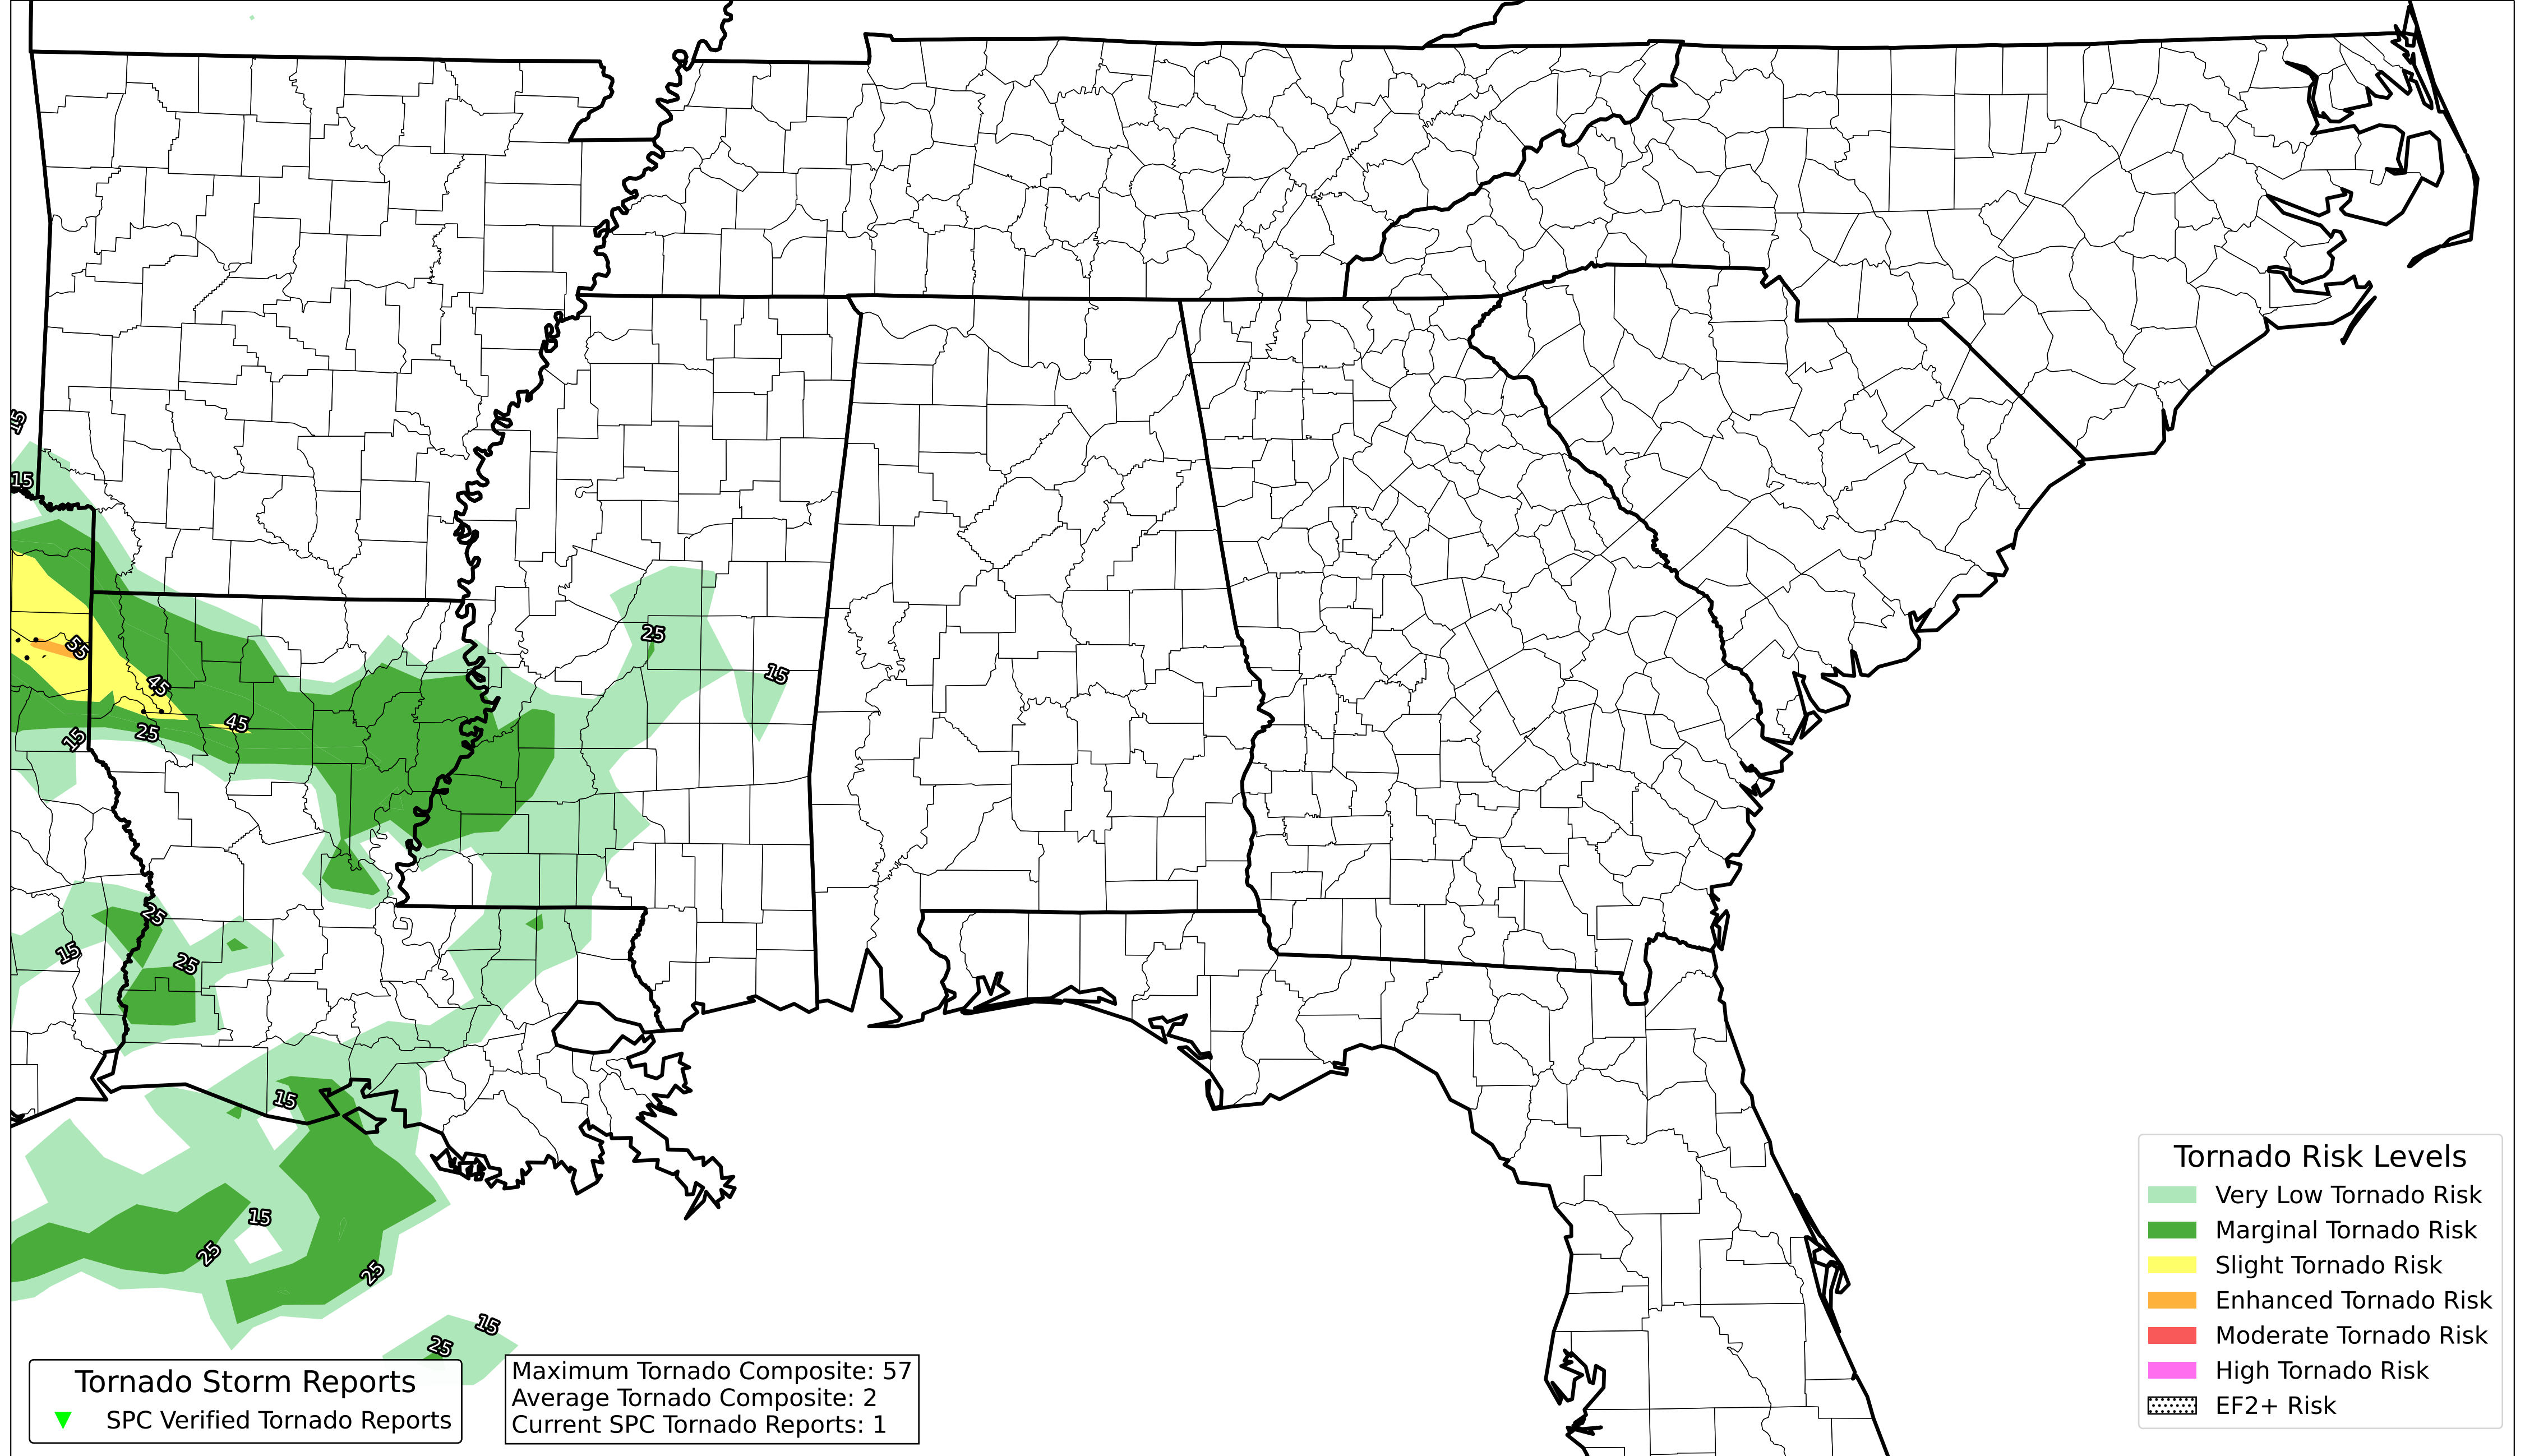 15
15
25
55
15
45
45
25
15
25
15
25
15
15
25
25
15
25
Tornado Storm Reports
SPC Verified Tornado Reports
Maximum Tornado Composite: 57
Average Tornado Composite: 2
Current SPC Tornado Reports: 1
Tornado Risk Levels
Very Low Tornado Risk
Marginal Tornado Risk
Slight Tornado Risk
Enhanced Tornado Risk
Moderate Tornado Risk
High Tornado Risk
EF2+ Risk